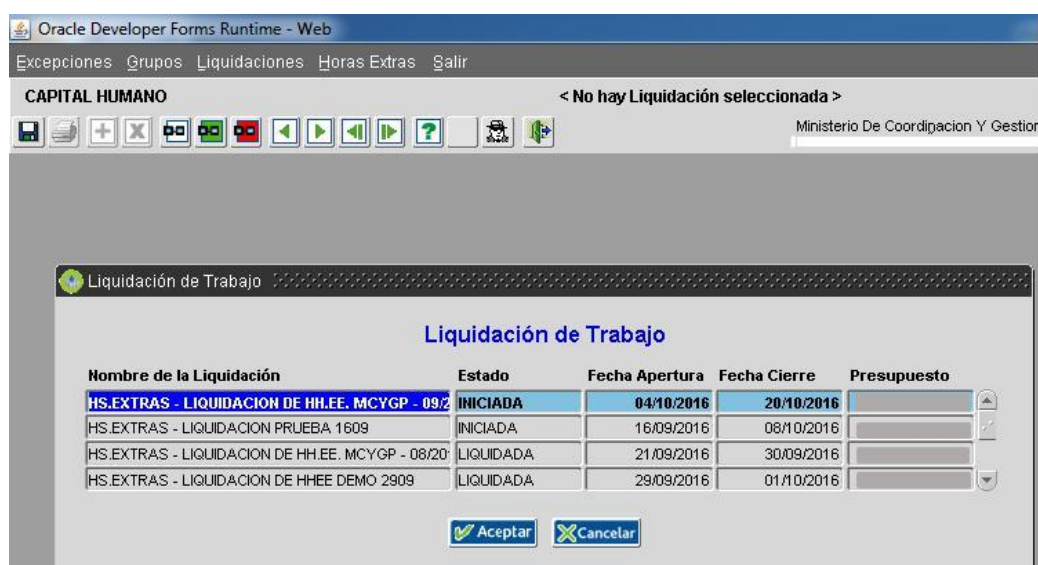 Oracle Developer Forms Runtime - Web
Excepciones Grupos Liquidaciones Horas Extras Salir
CAPITAL HUMANO < No hay Liquidación seleccionada >
Ministerio De Coordinacion Y Gestion
Liquidación de Trabajo
Liquidación de Trabajo
Nombre de la Liquidación Estado Fecha Apertura Fecha Cierre Presupuesto
HS.EXTRAS - LIQUIDACION DE HH.EE. MCYGP - 09/2 INICIADA 04/10/2016 20/10/2016
HS.EXTRAS - LIQUIDACION PRUEBA 1609 INICIADA 16/09/2016 08/10/2016
HS.EXTRAS - LIQUIDACION DE HH.EE. MCYGP - 08/20 LIQUIDADA 21/09/2016 30/09/2016
HS.EXTRAS - LIQUIDACION DE HHEE DEMO 2909 LIQUIDADA 29/09/2016 01/10/2016
Aceptar Cancelar